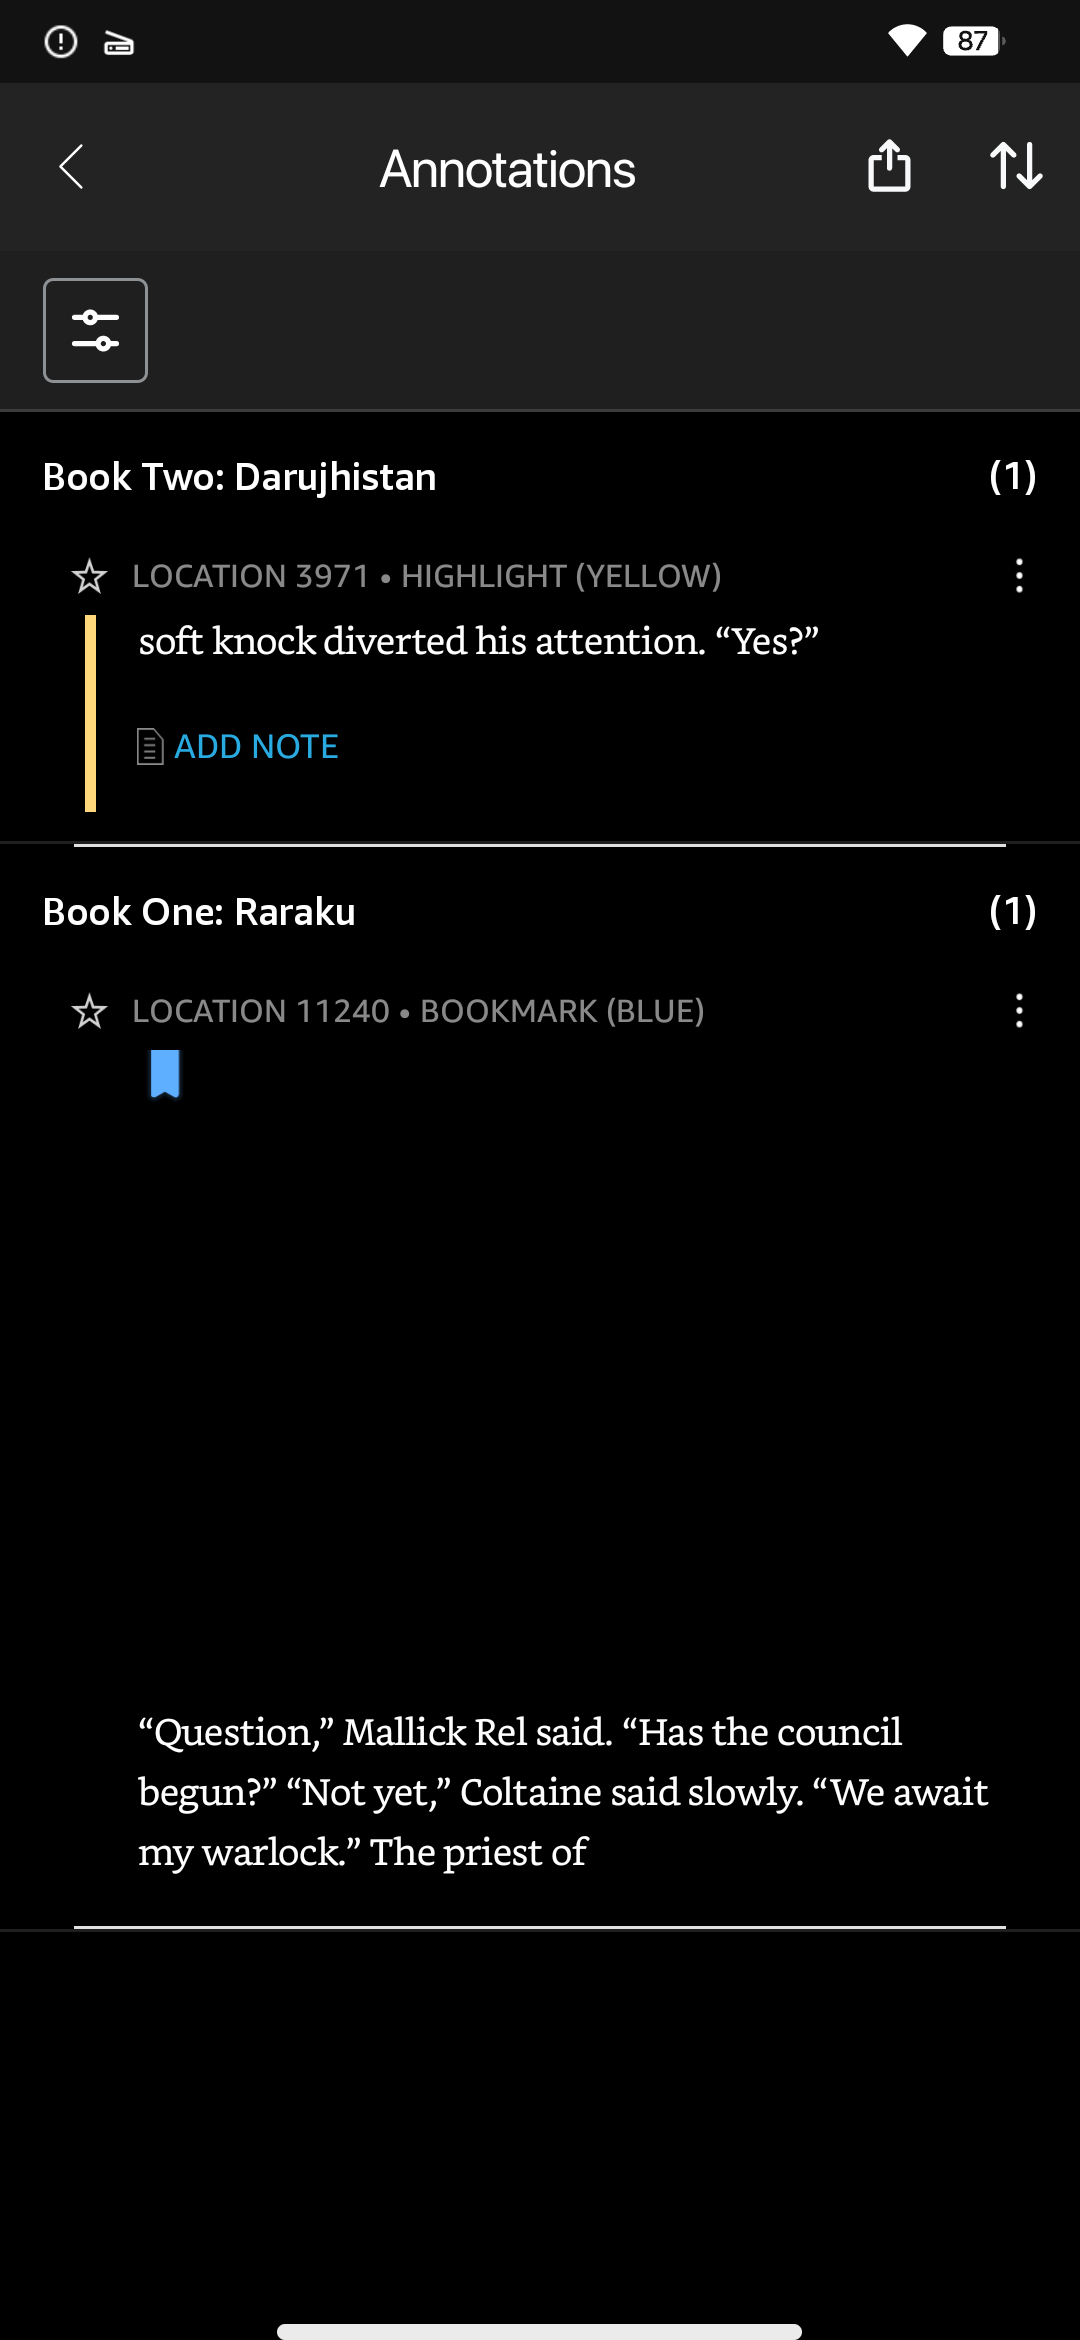 87
Annotations
Book Two: Darujhistan (1)
LOCATION 3971 • HIGHLIGHT (YELLOW)
soft knock diverted his attention. “Yes?”
ADD NOTE
Book One: Raraku (1)
LOCATION 11240 • BOOKMARK (BLUE)
“Question,” Mallick Rel said. “Has the council
begun?” “Not yet,” Coltaine said slowly. “We await
my warlock.” The priest of